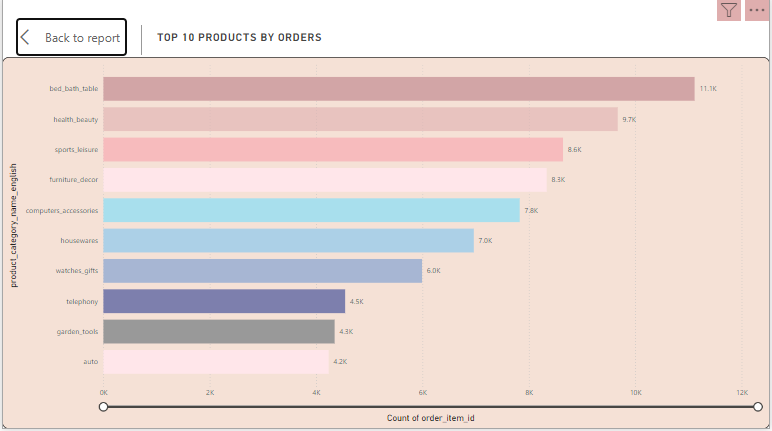 Back to report
TOP 10 PRODUCTS BY ORDERS
product_category_name_english
bed_bath_table 11.1K
health_beauty 9.7K
sports_leisure 8.6K
furniture_decor 8.3K
computers_accessories 7.8K
housewares 7.0K
watches_gifts 6.0K
telephony 4.5K
garden_tools 4.3K
auto 4.2K
0K 2K 4K 6K 8K 10K 12K
Count of order_item_id